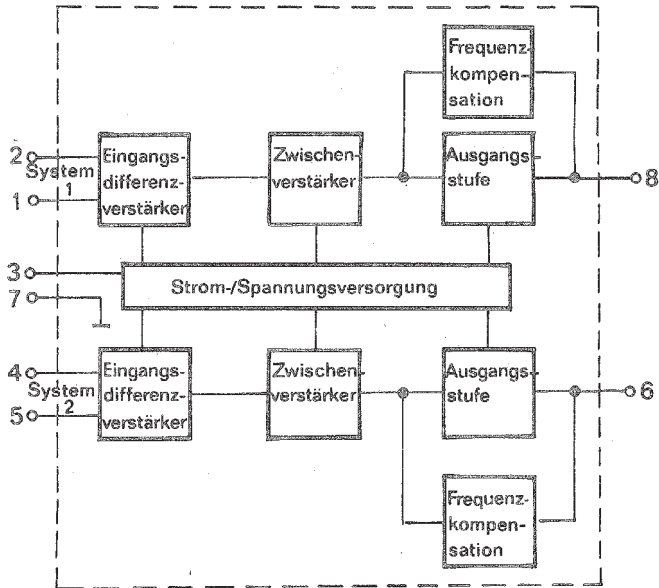 Frequenz-
kompen-
sation
2
System
1
1
Eingangs-
differenz-
verstärker
Zwischen-
verstärker
Ausgangs-
stufe
8
3
7
Strom-/Spannungsversorgung
4
System
2
5
Eingangs-
differenz-
verstärker
Zwischen-
verstärker
Ausgangs-
stufe
6
Frequenz-
kompen-
sation